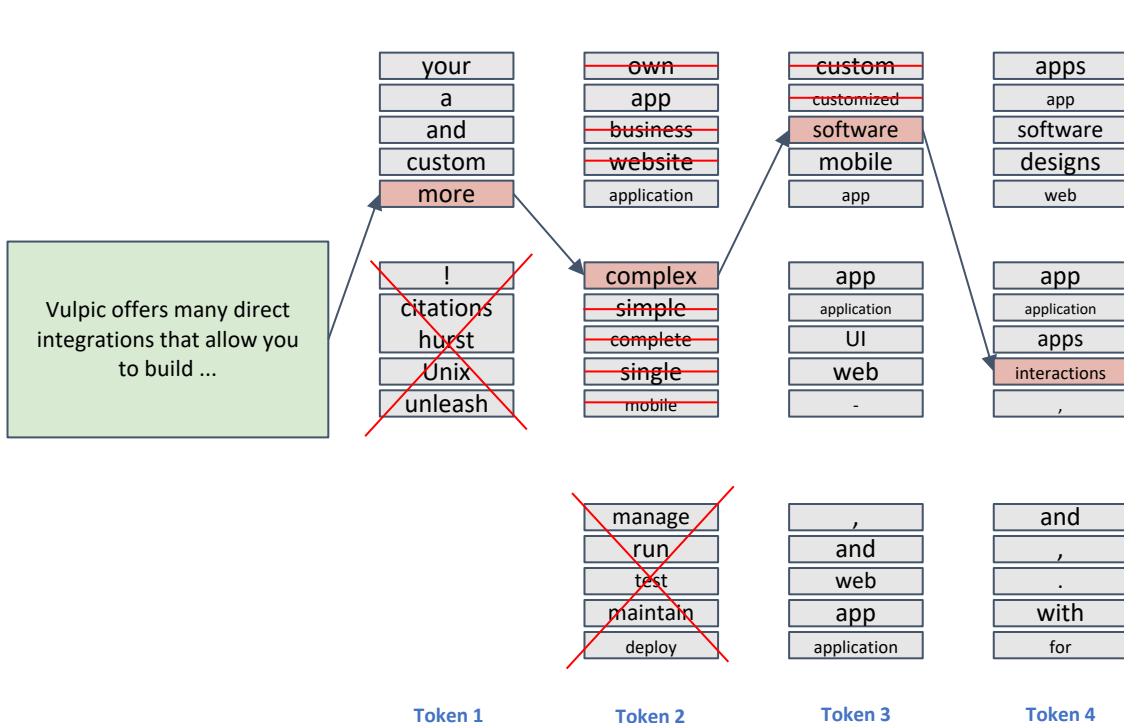 your
a
and
custom
more
own
app
business
website
application
custom
customized
software
mobile
app
apps
app
software
designs
web
Vulpic offers many direct
integrations that allow you
to build ...
!
citations
hurst
Unix
unleash
complex
simple
complete
single
mobile
app
application
UI
web
-
app
application
apps
interactions
,
manage
run
test
maintain
deploy
,
and
web
app
application
and
,
.
with
for
Token 1
Token 2
Token 3
Token 4